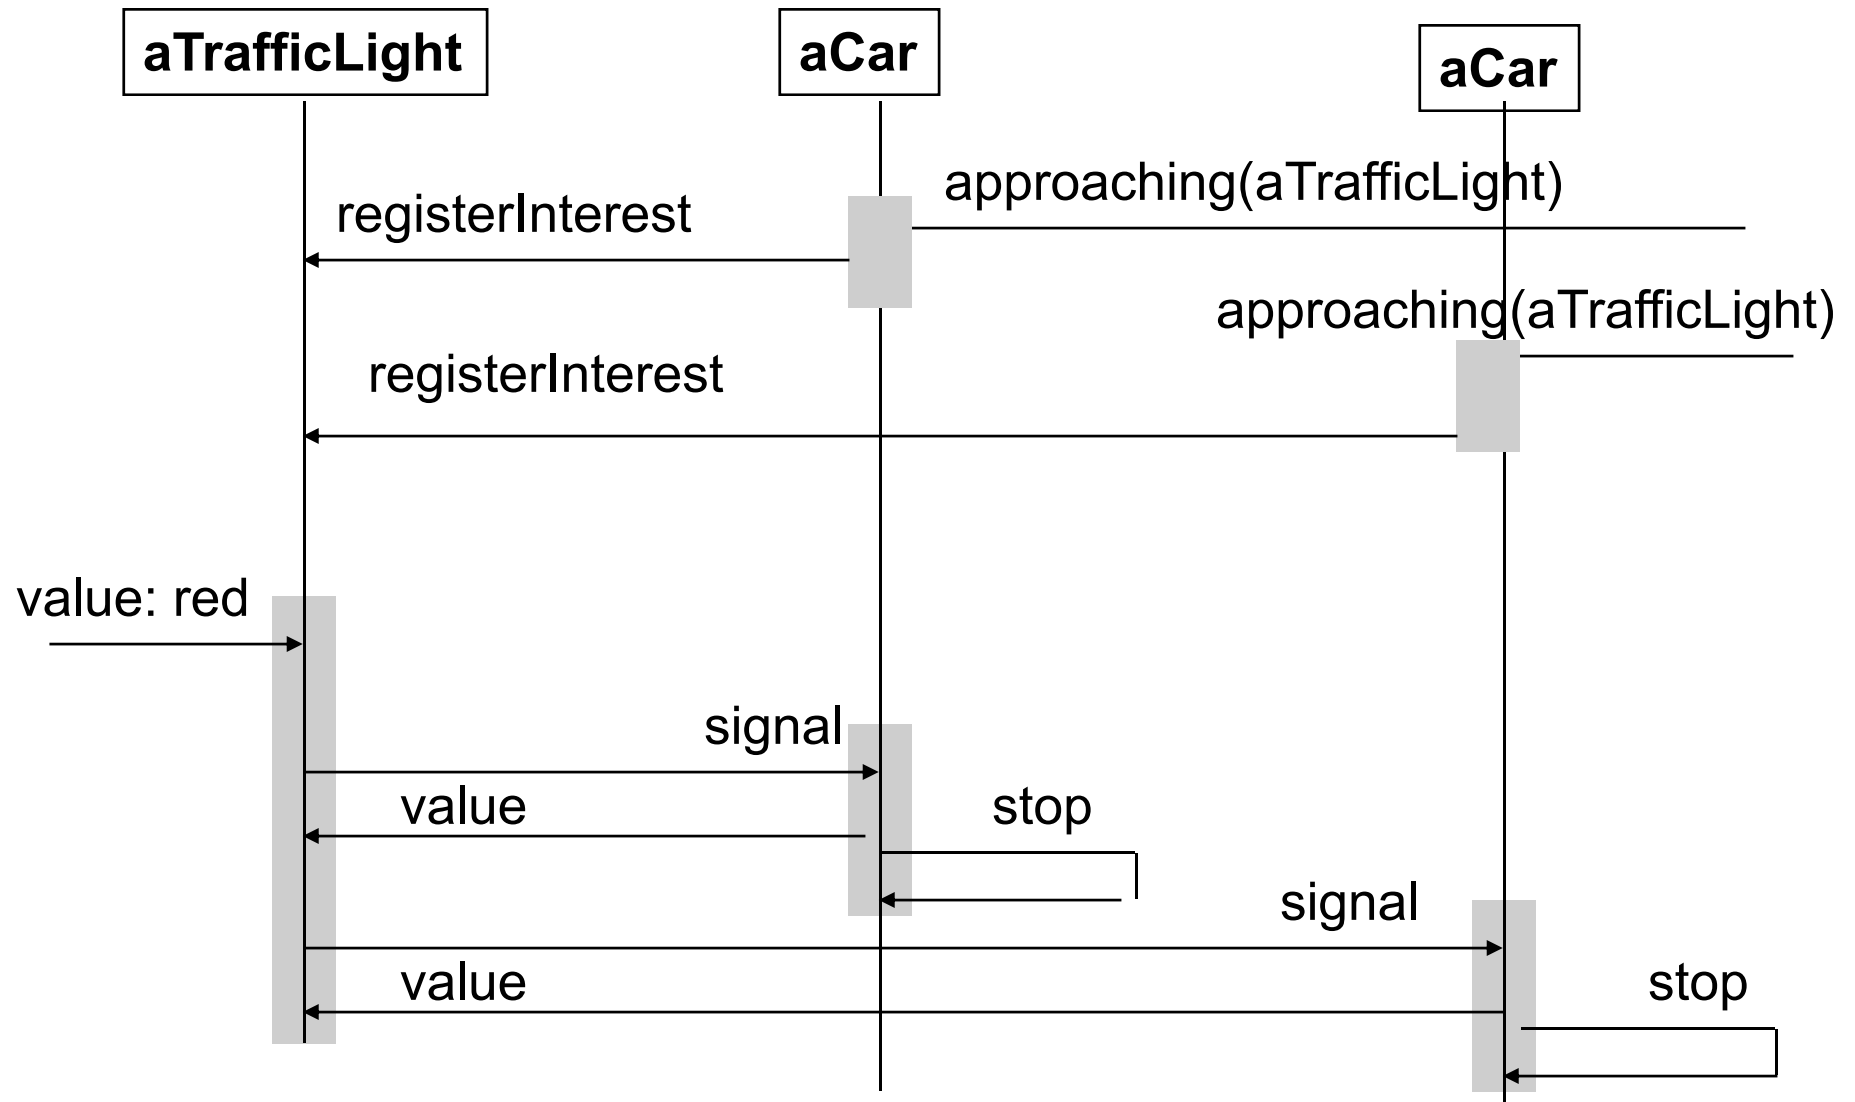 aTrafficLight
aCar
aCar
approaching(aTrafficLight)
registerInterest
approaching(aTrafficLight)
registerInterest
value: red
signal
value
stop
signal
value
stop